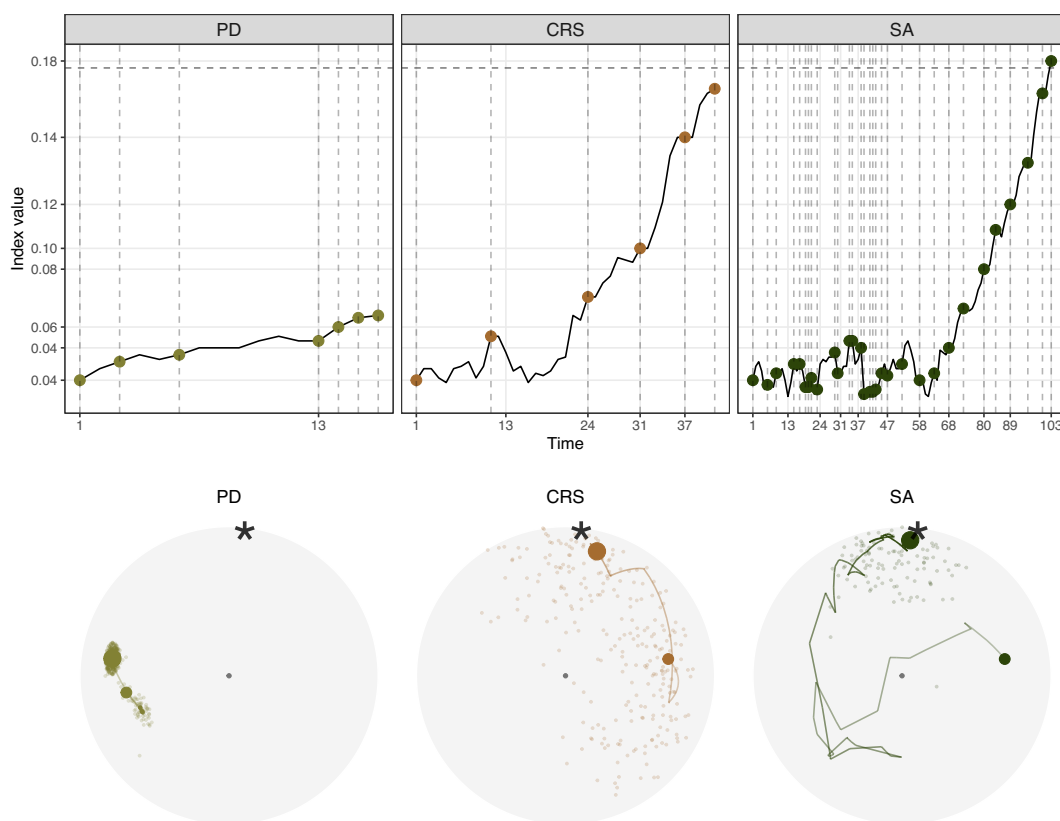 PD CRS SA
0.18
0.14
0.12
0.10
0.08
0.06
0.04
0.04
Index value
1 13 1 13 24 31 37 1 13 24 31 37 47 58 68 80 89 103
Time
PD CRS SA
* * *